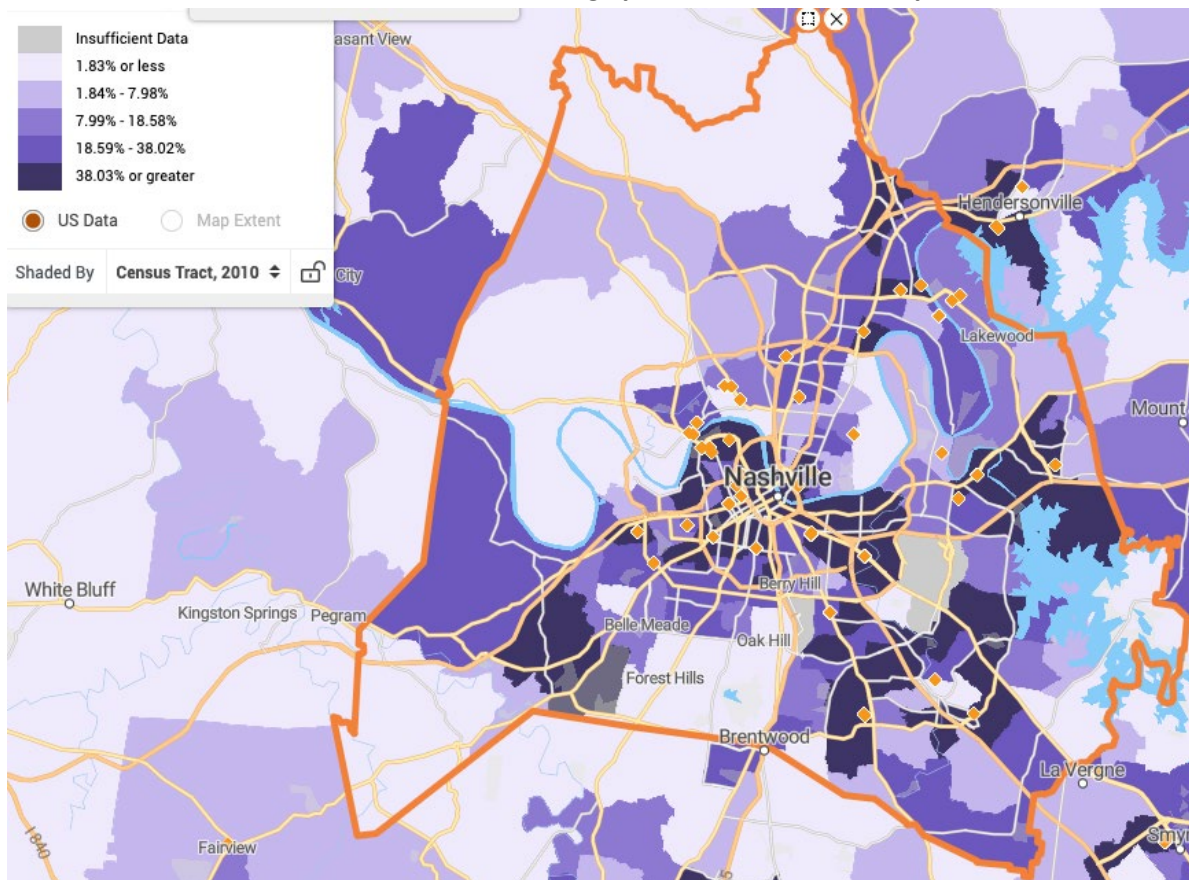 Insufficient Data
1.83% or less
1.84% - 7.98%
7.99% - 18.58%
18.59% - 38.02%
38.03% or greater
US Data
Map Extent
Shaded By
Census Tract, 2010
City
asant View
Hendersonville
Lakewood
Mount
Nashville
White Bluff
Kingston Springs
Pegram
Berry Hill
Belle Meade
Oak Hill
Forest Hills
Brentwood
La Vergne
Fairview
I 840
Smyr